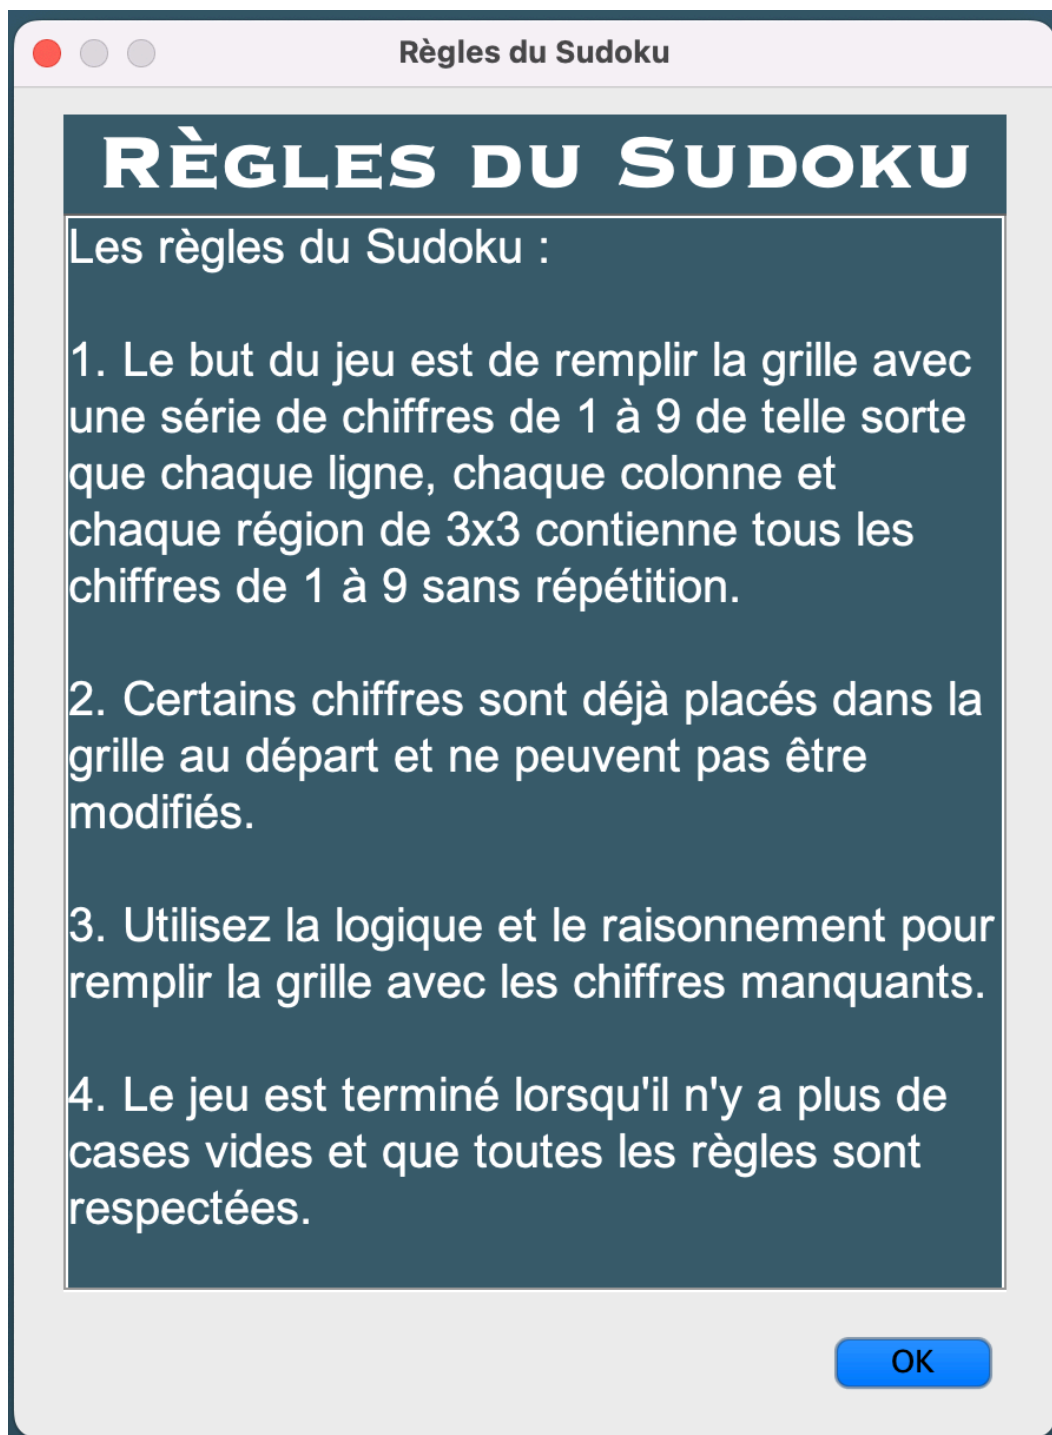 Règles du Sudoku
RÈGLES DU SUDOKU
Les règles du Sudoku :
1. Le but du jeu est de remplir la grille avec
une série de chiffres de 1 à 9 de telle sorte
que chaque ligne, chaque colonne et
chaque région de 3x3 contienne tous les
chiffres de 1 à 9 sans répétition.
2. Certains chiffres sont déjà placés dans la
grille au départ et ne peuvent pas être
modifiés.
3. Utilisez la logique et le raisonnement pour
remplir la grille avec les chiffres manquants.
4. Le jeu est terminé lorsqu'il n'y a plus de
cases vides et que toutes les règles sont
respectées.
OK